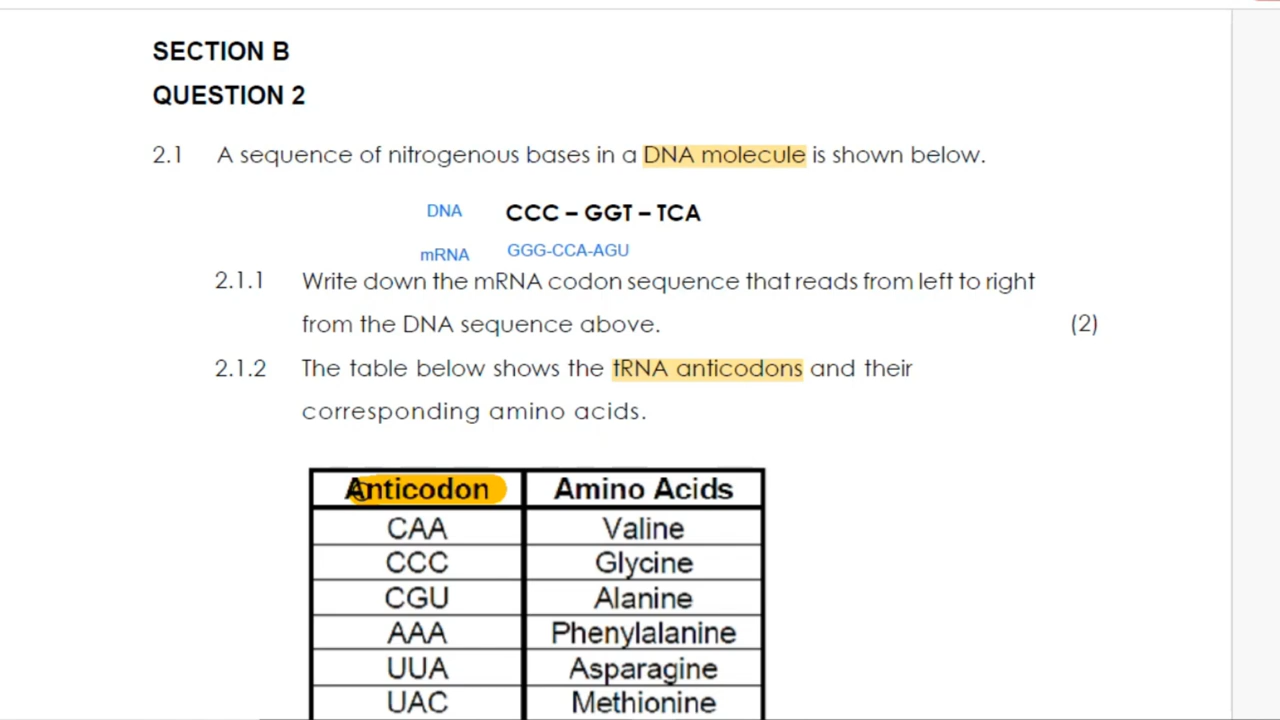 SECTION B
QUESTION 2
2.1 A sequence of nitrogenous bases in a DNA molecule is shown below.
DNA CCC – GGT – TCA
mRNA GGG-CCA-AGU
2.1.1 Write down the mRNA codon sequence that reads from left to right
from the DNA sequence above. (2)
2.1.2 The table below shows the tRNA anticodons and their
corresponding amino acids.
Anticodon Amino Acids
CAA Valine
CCC Glycine
CGU Alanine
AAA Phenylalanine
UUA Asparagine
UAC Methionine